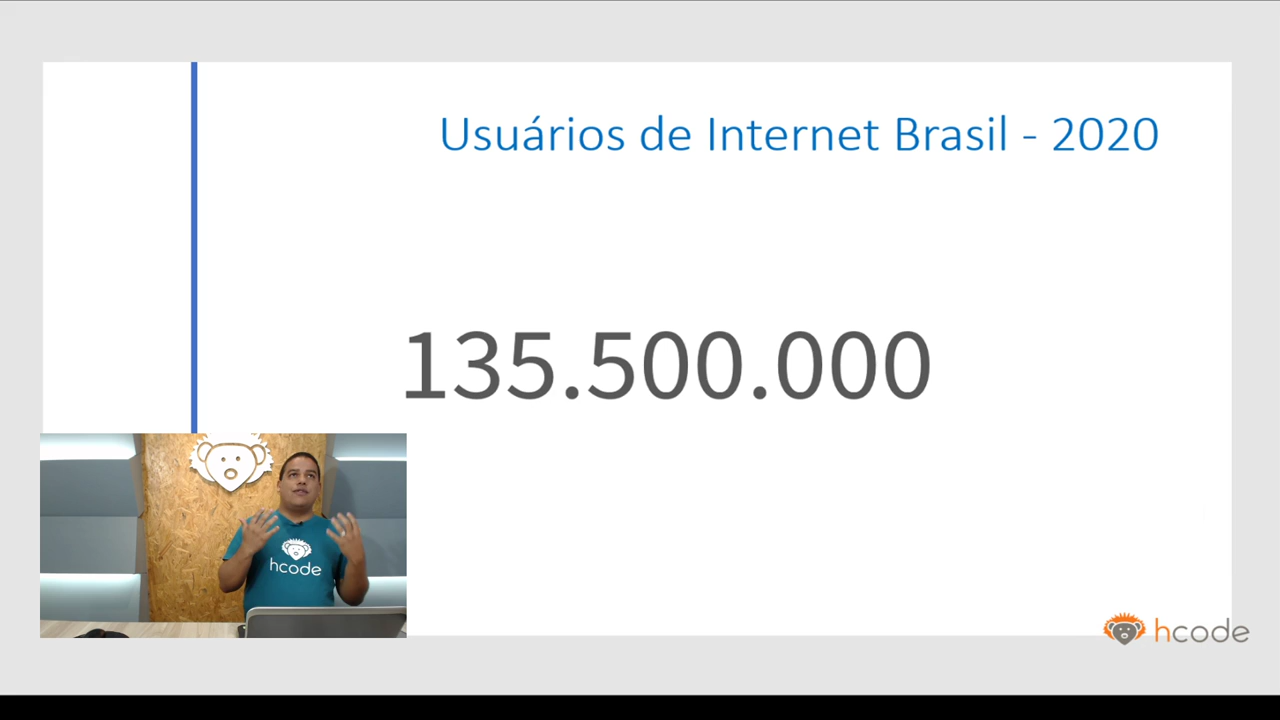 Usuários de Internet Brasil - 2020
135.500.000
hcode
hcode